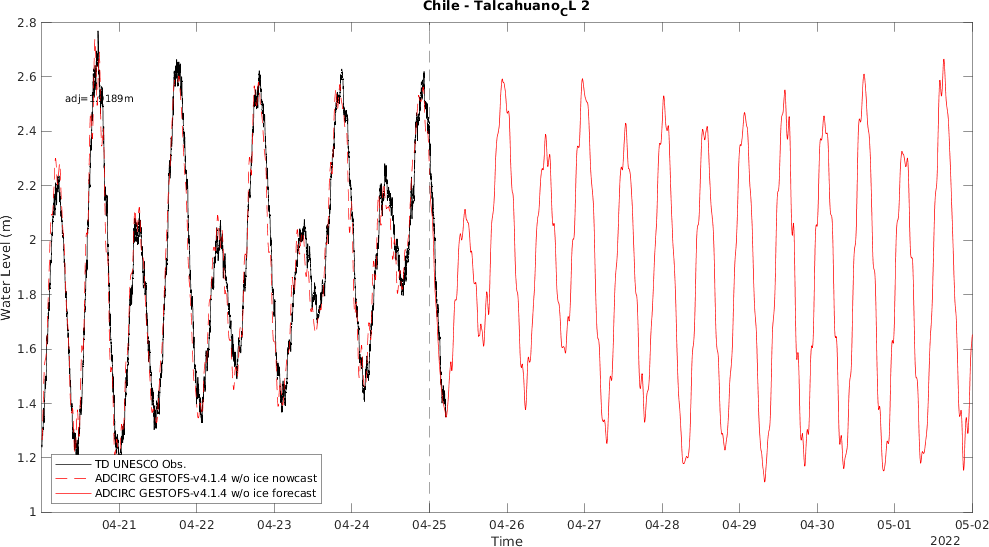 Chile - Talcahuano_CL 2
2.8
2.6
2.4
2.2
2
1.8
1.6
1.4
1.2
1
Water Level (m)
adj=1.9189m
TD UNESCO Obs.
ADCIRC GESTOFS-v4.1.4 w/o ice nowcast
ADCIRC GESTOFS-v4.1.4 w/o ice forecast
04-21 04-22 04-23 04-24 04-25 04-26 04-27 04-28 04-29 04-30 05-01 05-02
Time
2022